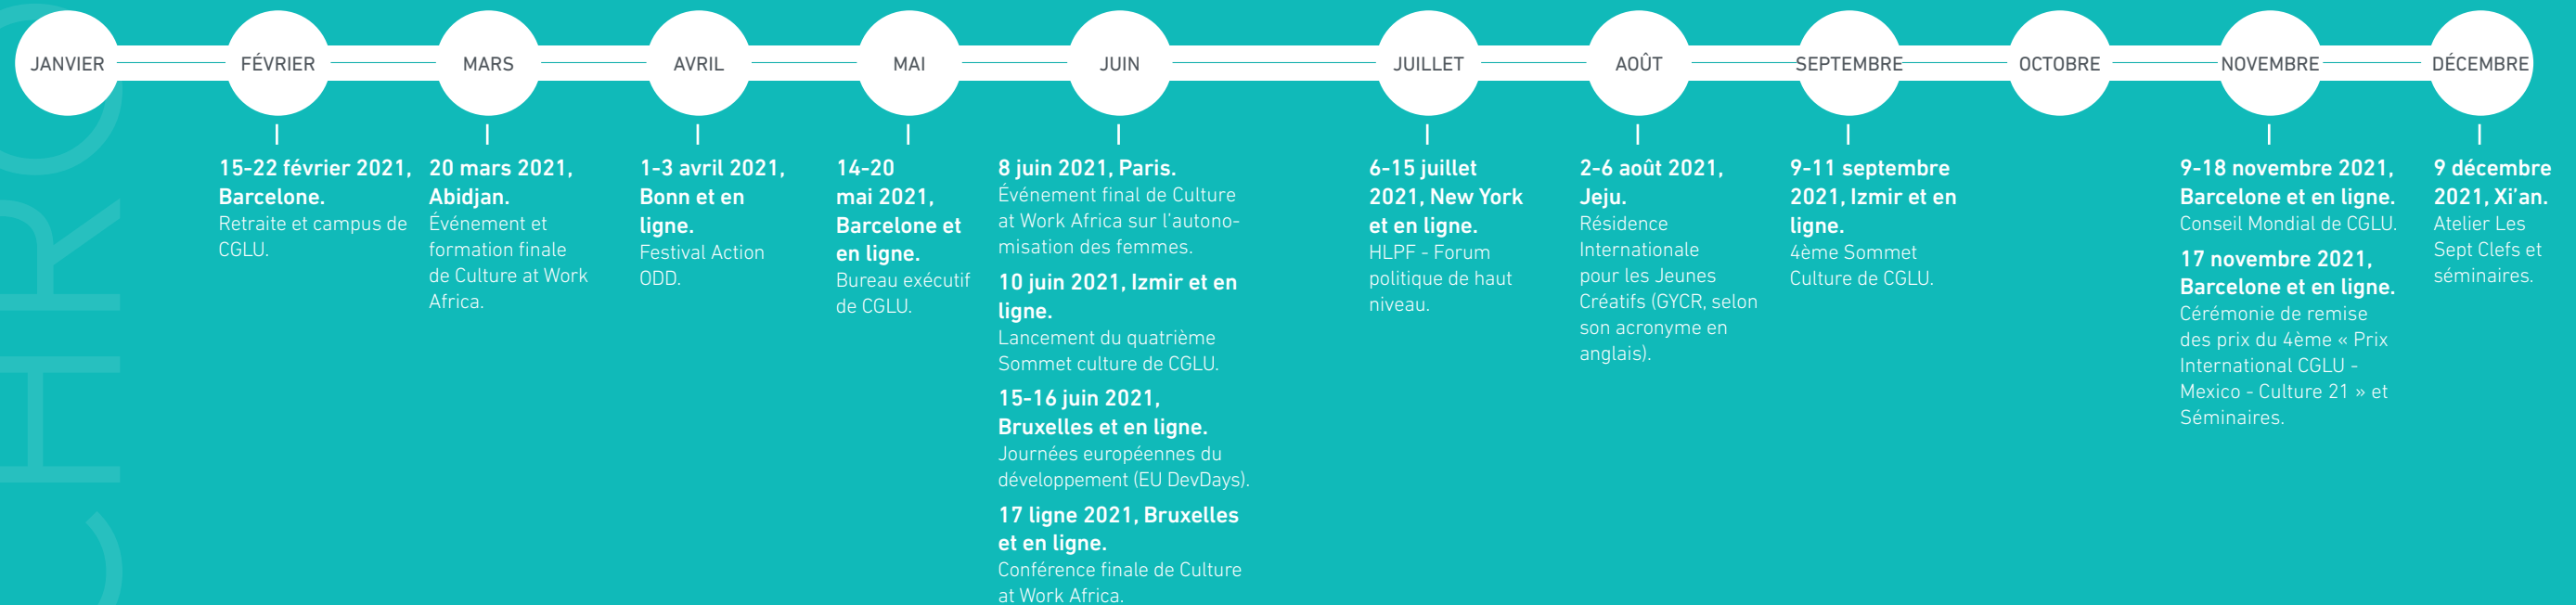 JANVIER
FÉVRIER
MARS
AVRIL
MAI
JUIN
JUILLET
AOÛT
SEPTEMBRE
OCTOBRE
NOVEMBRE
DÉCEMBRE
15-22 février 2021,
Barcelone.
Retraite et campus de
CGLU.
20 mars 2021,
Abidjan.
Événement et
formation finale
de Culture at Work
Africa.
1-3 avril 2021,
Bonn et en
ligne.
Festival Action
ODD.
14-20
mai 2021,
Barcelone et
en ligne.
Bureau exécutif
de CGLU.
8 juin 2021, Paris.
Événement final de Culture
at Work Africa sur l’autono-
misation des femmes.
10 juin 2021, Izmir et en
ligne.
Lancement du quatrième
Sommet culture de CGLU.
15-16 juin 2021,
Bruxelles et en ligne.
Journées européennes du
développement (EU DevDays).
17 ligne 2021, Bruxelles
et en ligne.
Conférence finale de Culture
at Work Africa.
6-15 juillet
2021, New York
et en ligne.
HLPF - Forum
politique de haut
niveau.
2-6 août 2021,
Jeju.
Résidence
Internationale
pour les Jeunes
Créatifs (GYCR, selon
son acronyme en
anglais).
9-11 septembre
2021, Izmir et en
ligne.
4ème Sommet
Culture de CGLU.
9-18 novembre 2021,
Barcelone et en ligne.
Conseil Mondial de CGLU.
17 novembre 2021,
Barcelone et en ligne.
Cérémonie de remise
des prix du 4ème « Prix
International CGLU -
Mexico - Culture 21 » et
Séminaires.
9 décembre
2021, Xi’an.
Atelier Les
Sept Clefs et
séminaires.
CHRO